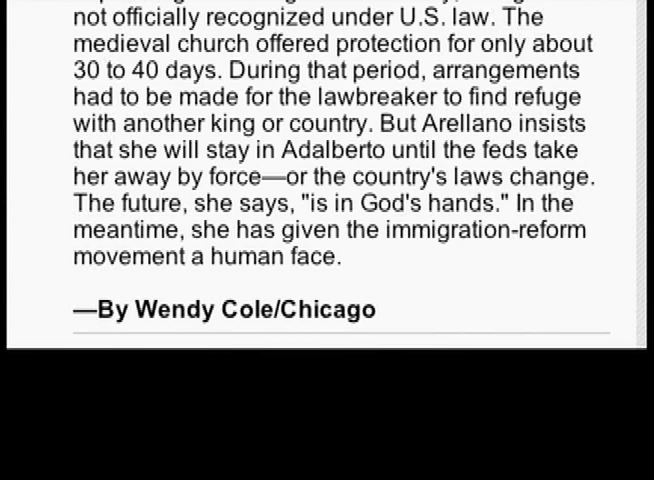 not officially recognized under U.S. law. The
medieval church offered protection for only about
30 to 40 days. During that period, arrangements
had to be made for the lawbreaker to find refuge
with another king or country. But Arellano insists
that she will stay in Adalberto until the feds take
her away by force—or the country's laws change.
The future, she says, "is in God's hands." In the
meantime, she has given the immigration-reform
movement a human face.
—By Wendy Cole/Chicago